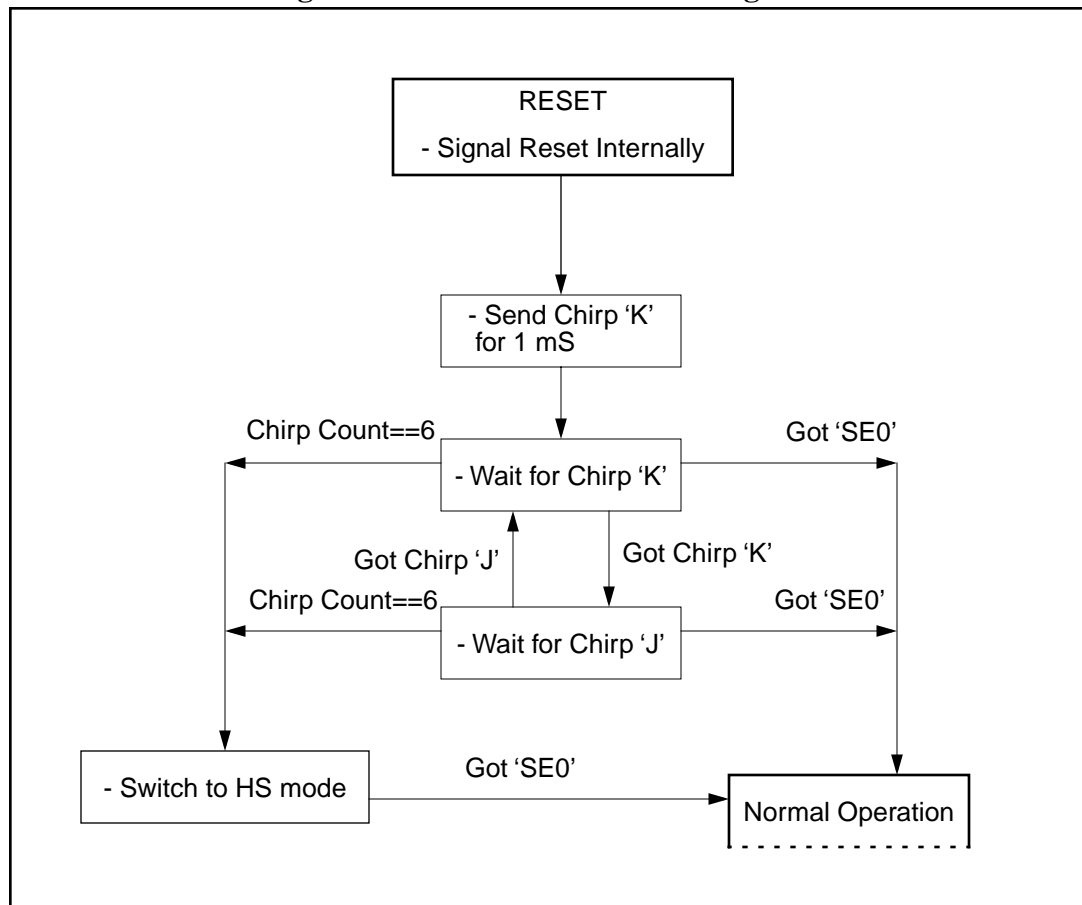 RESET
- Signal Reset Internally
- Send Chirp ‘K’
for 1 mS
Chirp Count==6
Got ‘SE0’
- Wait for Chirp ‘K’
Got Chirp ‘J’
Got Chirp ‘K’
Chirp Count==6
Got ‘SE0’
- Wait for Chirp ‘J’
- Switch to HS mode
Got ‘SE0’
Normal Operation